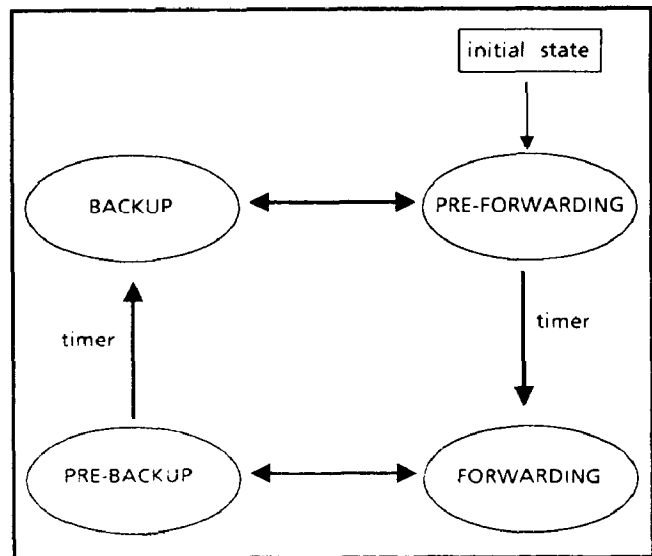 initial state
BACKUP
PRE-FORWARDING
timer
timer
PRE-BACKUP
FORWARDING